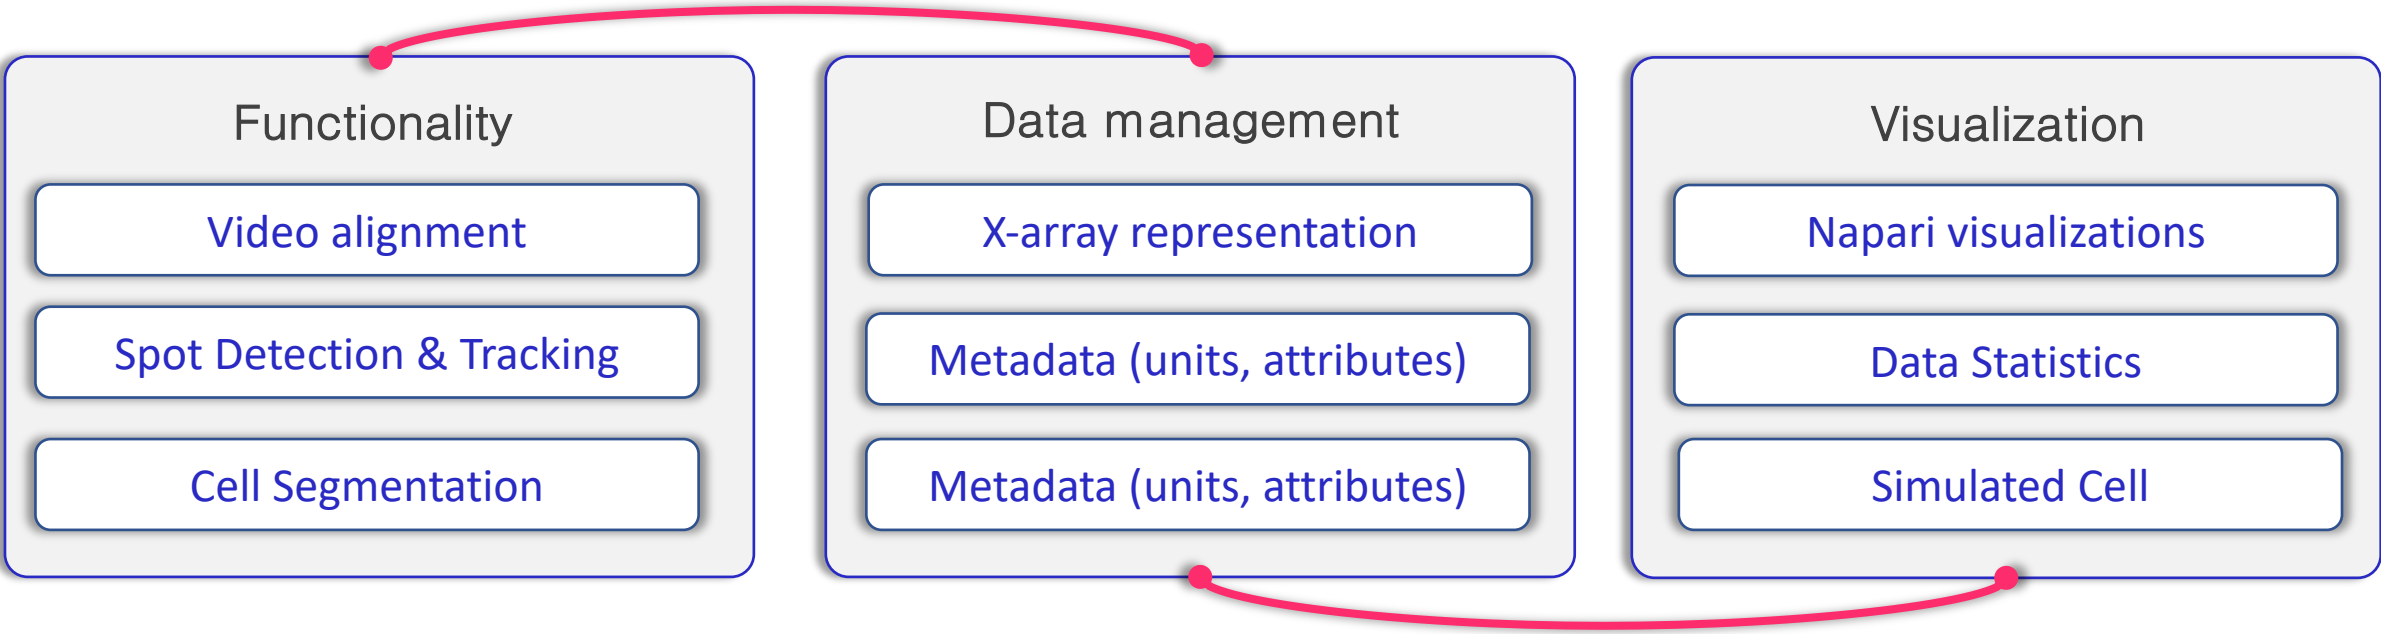 Functionality
Video alignment
Spot Detection & Tracking
Cell Segmentation
Data management
X-array representation
Metadata (units, attributes)
Metadata (units, attributes)
Visualization
Napari visualizations
Data Statistics
Simulated Cell